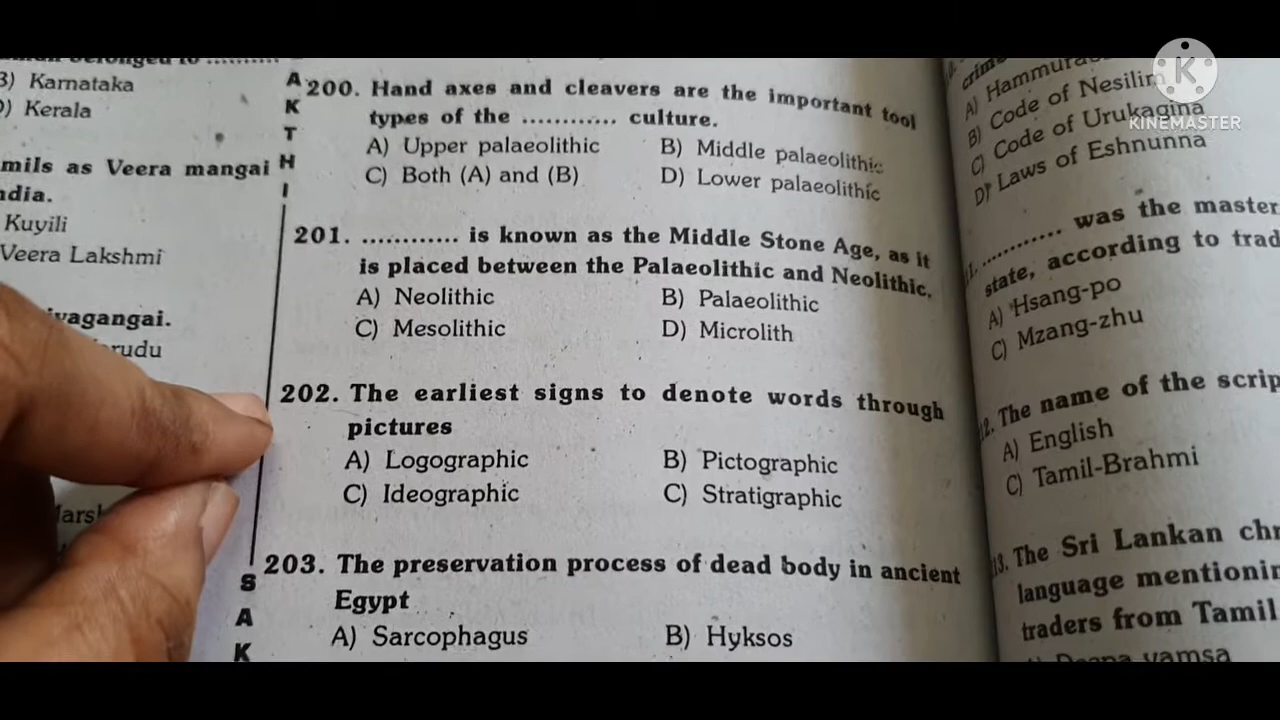 B) Karnataka
D) Kerala
mils as Veera mangai
ndia.
Kuyili
Veera Lakshmi
ivagangai.
rudu
A
K
T
H
I
200. Hand axes and cleavers are the important tool
types of the ............ culture.
A) Upper palaeolithic B) Middle palaeolithic
C) Both (A) and (B) D) Lower palaeolithic
201. ............ is known as the Middle Stone Age, as it
is placed between the Palaeolithic and Neolithic.
A) Neolithic B) Palaeolithic
C) Mesolithic D) Microlith
202. The earliest signs to denote words through
pictures
A) Logographic B) Pictographic
C) Ideographic C) Stratigraphic
203. The preservation process of dead body in ancient
Egypt
A) Sarcophagus B) Hyksos
S
A
K
crime
A) Hammura
B) Code of Nesilim
C) Code of Urukagina
D) Laws of Eshnunna
............ was the master
state, according to trad
A) Hsang-po
C) Mzang-zhu
The name of the scrip
A) English
C) Tamil-Brahmi
The Sri Lankan chr
language mentionin
traders from Tamil
vamsa
K
KINEMASTER